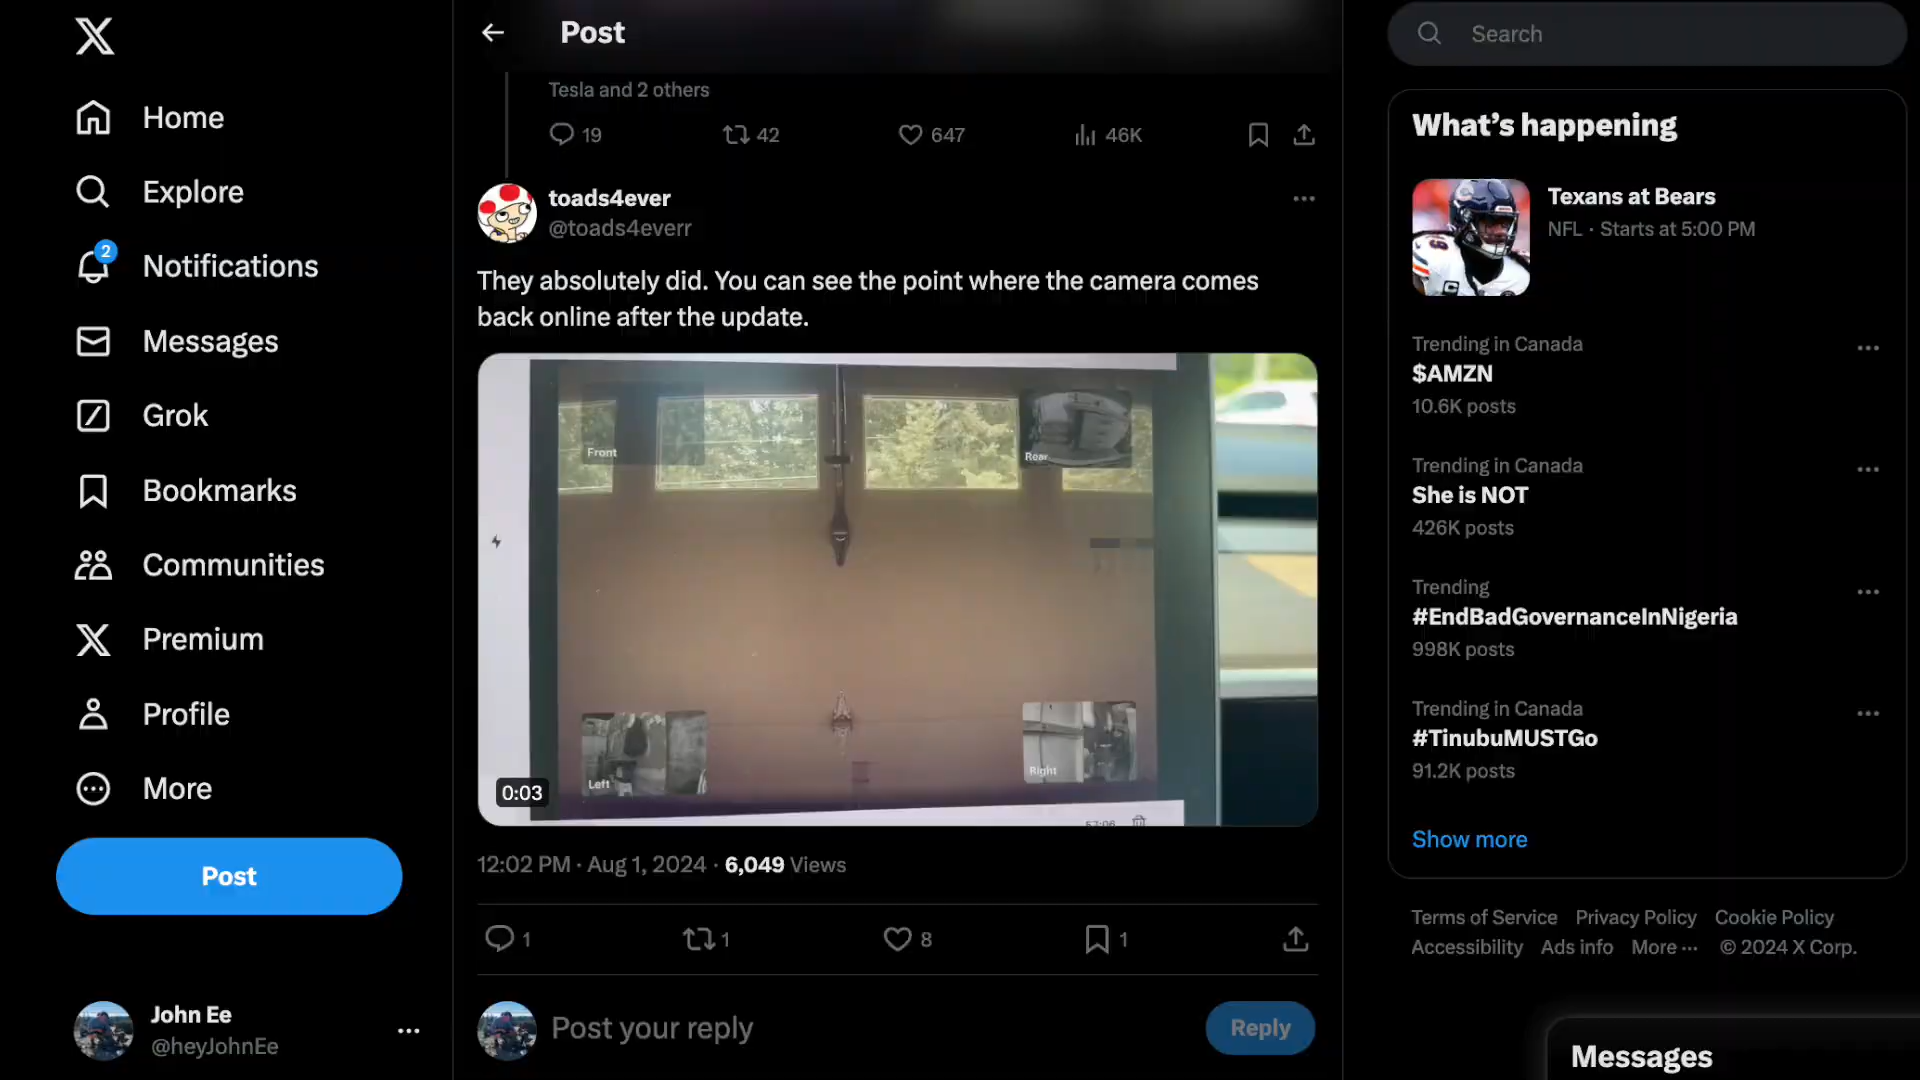 Home
Explore
2
Notifications
Messages
Grok
Bookmarks
Communities
Premium
Profile
More
Post
John Ee
@heyJohnEe
Post
Tesla and 2 others
19
42
647
46K
toads4ever
@toads4everr
They absolutely did. You can see the point where the camera comes
back online after the update.
Front
Rear
Left
Right
0:03
12:02 PM · Aug 1, 2024 · 6,049 Views
1
1
8
1
Post your reply
Reply
Search
What's happening
Texans at Bears
NFL · Starts at 5:00 PM
Trending in Canada
$AMZN
10.6K posts
Trending in Canada
She is NOT
426K posts
Trending
#EndBadGovernanceInNigeria
998K posts
Trending in Canada
#TinubuMUSTGo
91.2K posts
Show more
Terms of Service Privacy Policy Cookie Policy
Accessibility Ads info More ··· © 2024 X Corp.
Messages